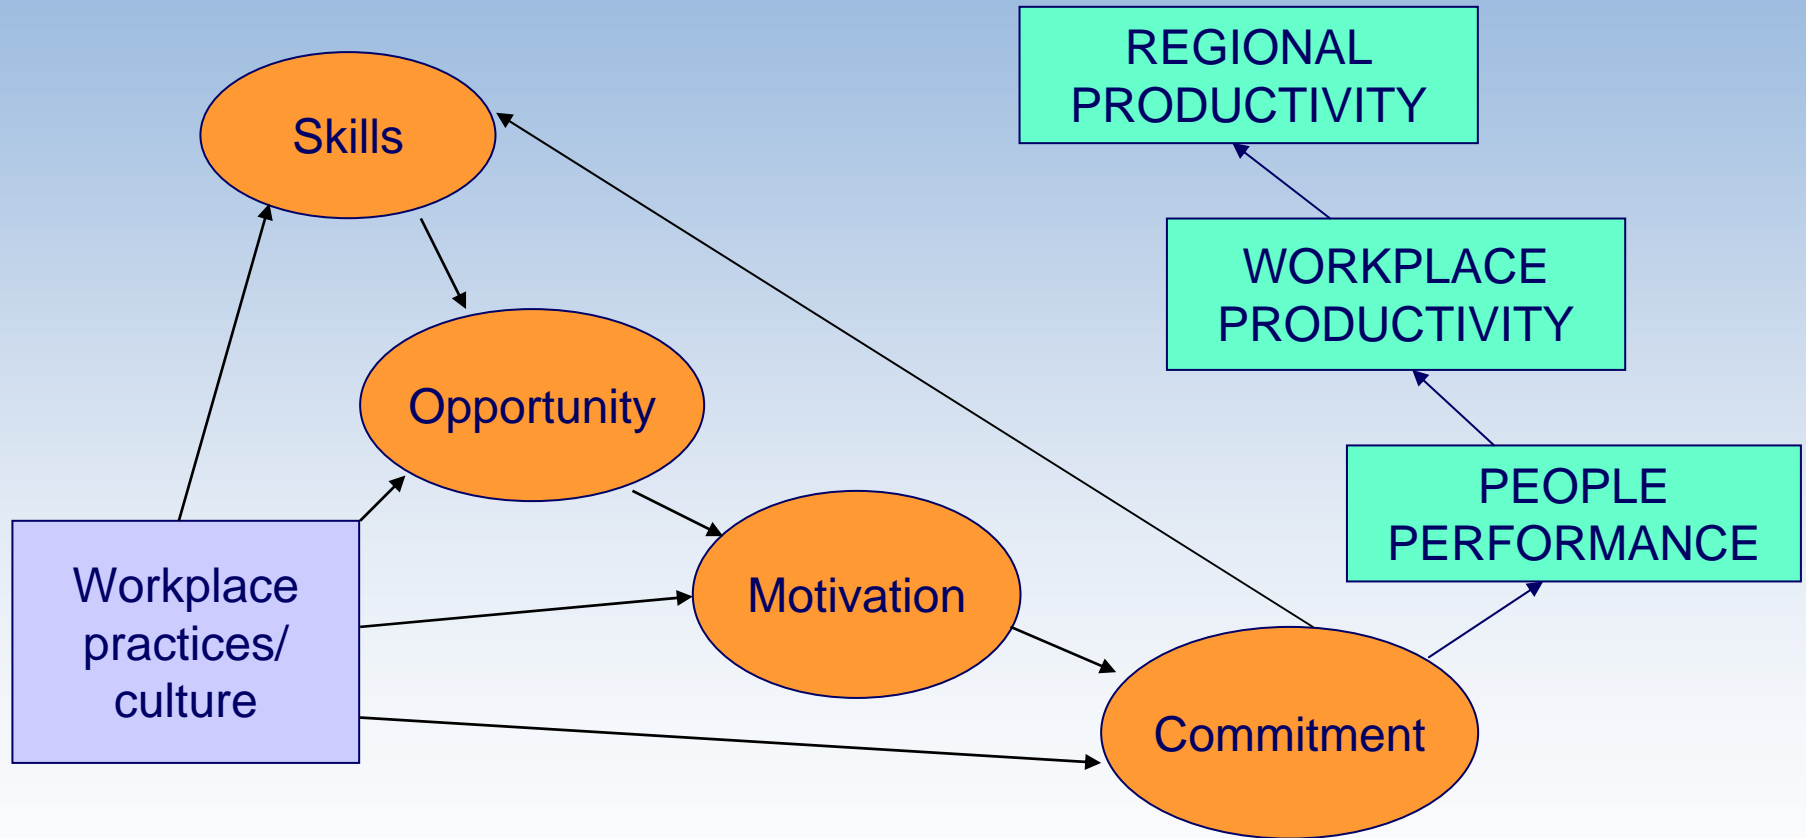 REGIONAL
PRODUCTIVITY
Skills
WORKPLACE
PRODUCTIVITY
Opportunity
PEOPLE
PERFORMANCE
Motivation
Workplace
practices/
culture
Commitment